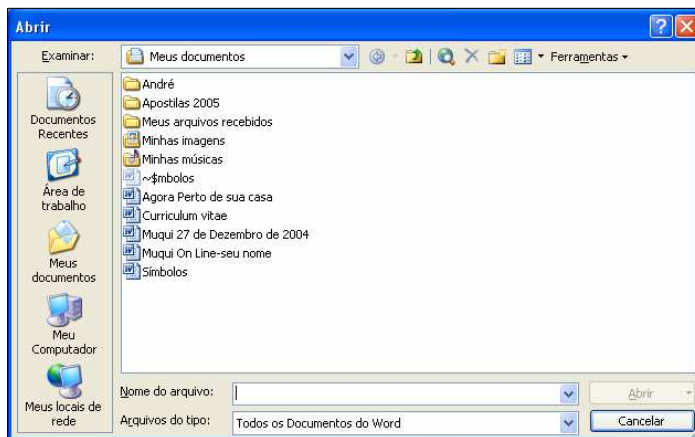 Abrir
Examinar:
Meus documentos
Ferramentas
Documentos
Recentes
Área de
trabalho
Meus
documentos
Meu
Computador
Meus locais de
rede
André
Apostilas 2005
Meus arquivos recebidos
Minhas imagens
Minhas músicas
~$mbolos
Agora Perto de sua casa
Curriculum vitae
Muqui 27 de Dezembro de 2004
Muqui On Line-seu nome
Símbolos
Nome do arquivo:
Abrir
Arquivos do tipo:
Todos os Documentos do Word
Cancelar